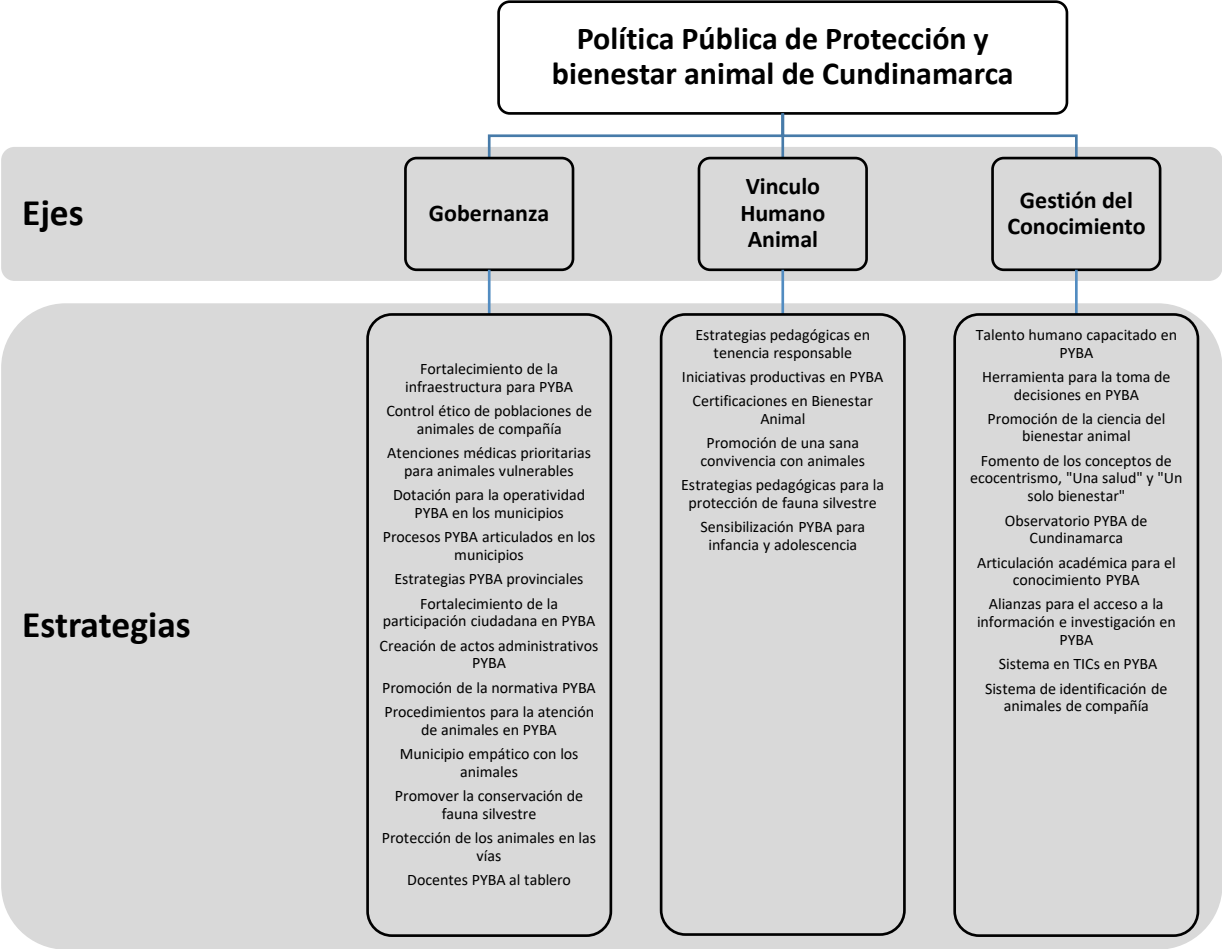 Política Pública de Protección y
bienestar animal de Cundinamarca
Ejes
Gobernanza
Vinculo
Humano
Animal
Gestión del
Conocimiento
Estrategias
Fortalecimiento de la
infraestructura para PYBA
Control ético de poblaciones de
animales de compañía
Atenciones médicas prioritarias
para animales vulnerables
Dotación para la operatividad
PYBA en los municipios
Procesos PYBA articulados en los
municipios
Estrategias PYBA provinciales
Fortalecimiento de la
participación ciudadana en PYBA
Creación de actos administrativos
PYBA
Promoción de la normativa PYBA
Procedimientos para la atención
de animales en PYBA
Municipio empático con los
animales
Promover la conservación de
fauna silvestre
Protección de los animales en las
vías
Docentes PYBA al tablero
Estrategias pedagógicas en
tenencia responsable
Iniciativas productivas en PYBA
Certificaciones en Bienestar
Animal
Promoción de una sana
convivencia con animales
Estrategias pedagógicas para la
protección de fauna silvestre
Sensibilización PYBA para
infancia y adolescencia
Talento humano capacitado en
PYBA
Herramienta para la toma de
decisiones en PYBA
Promoción de la ciencia del
bienestar animal
Fomento de los conceptos de
ecocentrismo, "Una salud" y "Un
solo bienestar"
Observatorio PYBA de
Cundinamarca
Articulación académica para el
conocimiento PYBA
Alianzas para el acceso a la
información e investigación en
PYBA
Sistema en TICs en PYBA
Sistema de identificación de
animales de compañía